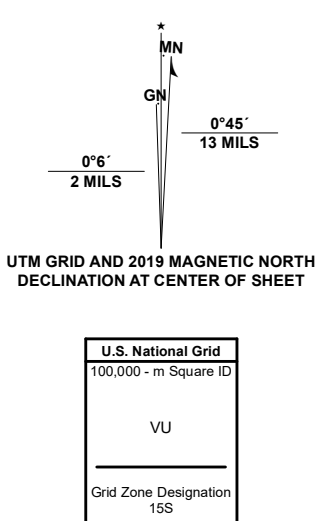 ★
MN
GN
0°45´
13 MILS
0°6´
2 MILS
UTM GRID AND 2019 MAGNETIC NORTH
DECLINATION AT CENTER OF SHEET
U.S. National Grid
100,000 - m Square ID
VU
Grid Zone Designation
15S